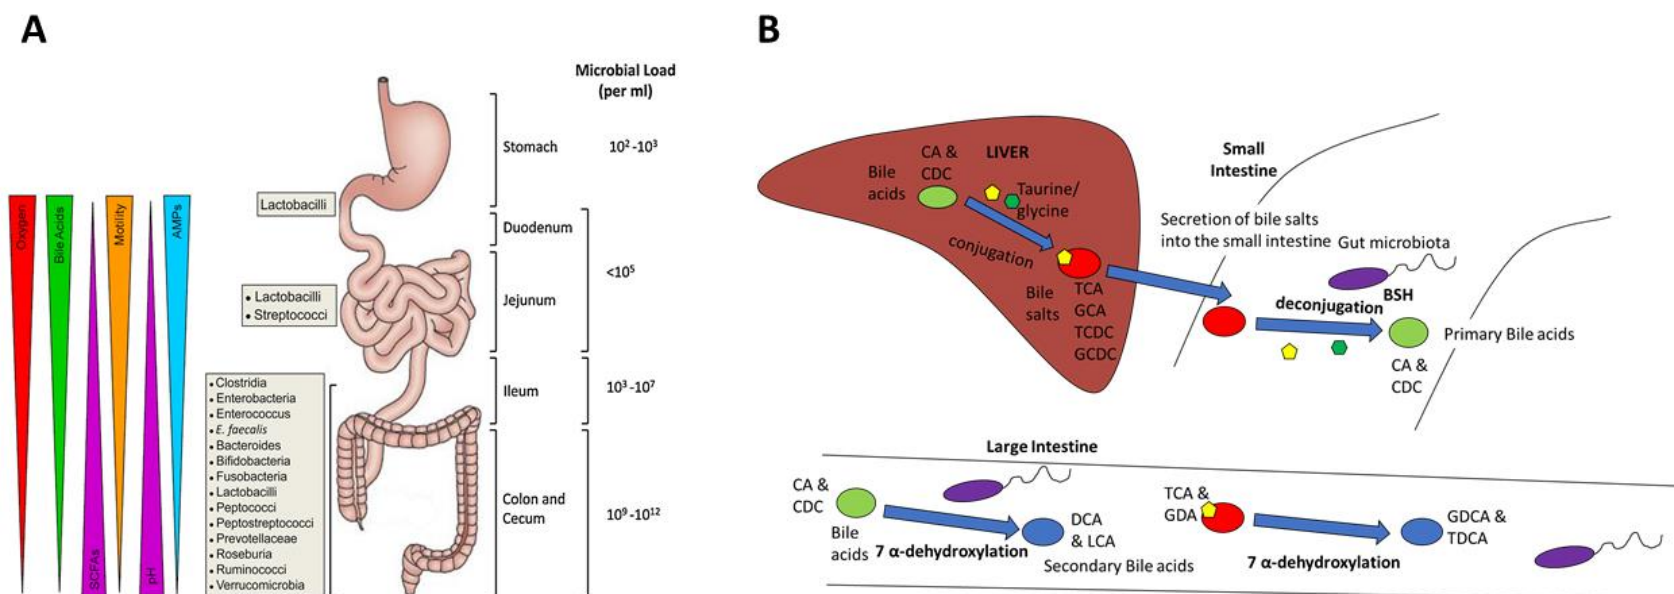 A
Microbial Load
(per ml)
Stomach
10²-10³
Lactobacilli
Duodenum
<10⁵
Jejunum
• Lactobacilli
• Streptococci
Ileum
10³-10⁷
Colon and
Cecum
10⁹-10¹²
• Clostridia
• Enterobacteria
• Enterococcus
• E. faecalis
• Bacteroides
• Bifidobacteria
• Fusobacteria
• Lactobacilli
• Peptococci
• Peptostreptococci
• Prevotellaceae
• Roseburia
• Ruminococci
• Verrucomicrobia
Oxygen
Bile Acids
SCFAs
Motility
pH
AMPs
B
LIVER
CA &
CDC
Bile
acids
Taurine/
glycine
conjugation
Bile
salts
TCA
GCA
TCDC
GCDC
Small
Intestine
Secretion of bile salts
into the small intestine
Gut microbiota
BSH
deconjugation
Primary Bile acids
CA &
CDC
Large Intestine
CA &
CDC
Bile
acids
7 α-dehydroxylation
DCA
& LCA
Secondary Bile acids
TCA &
GDA
7 α-dehydroxylation
GDCA &
TDCA